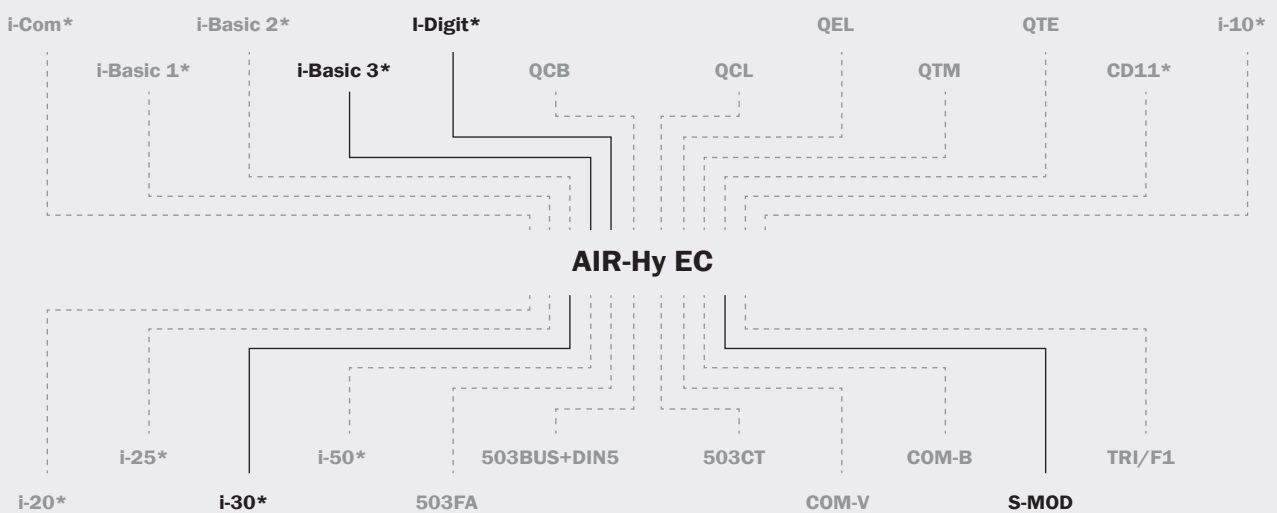 i-Com* i-Basic 2* I-Digit* QEL QTE i-10*
i-Basic 1* i-Basic 3* QCB QCL QTM CD11*
AIR-Hy EC
i-25* i-50* 503BUS+DIN5 503CT COM-B TRI/F1
i-20* i-30* 503FA COM-V S-MOD